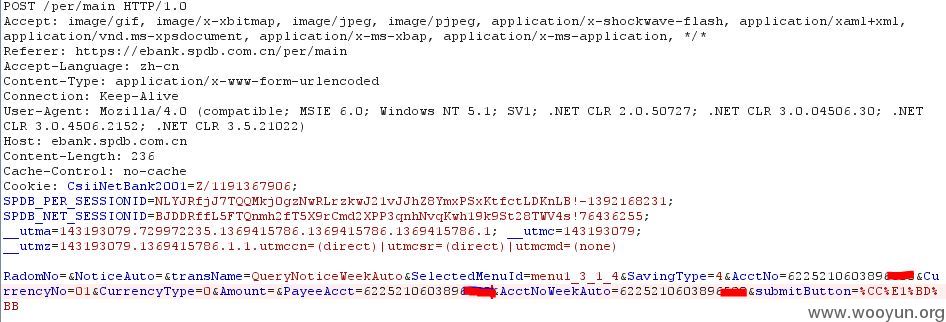 POST /per/main HTTP/1.0
Accept: image/gif, image/x-xbitmap, image/jpeg, image/pjpeg, application/x-shockwave-flash, application/xaml+xml,
application/vnd.ms-xpsdocument, application/x-ms-xbap, application/x-ms-application, */*
Referer: https://ebank.spdb.com.cn/per/main
Accept-Language: zh-cn
Content-Type: application/x-www-form-urlencoded
Connection: Keep-Alive
User-Agent: Mozilla/4.0 (compatible; MSIE 6.0; Windows NT 5.1; SV1; .NET CLR 2.0.50727; .NET CLR 3.0.04506.30; .NET
CLR 3.0.4506.2152; .NET CLR 3.5.21022)
Host: ebank.spdb.com.cn
Content-Length: 236
Cache-Control: no-cache
Cookie: CsiiNetBank2001=Z/1191367906;
SPDB_PER_SESSIONID=NLYJRfjJ7TQQMkj0gzNwRLrzkwJ21vJJhZ8YmxPSxKtfctLDKnLB!-1392168231;
SPDB_NET_SESSIONID=BJDDRffL5FTQnmh2fT5X9rCmd2XPP3qnhNvqKwh19k9St28TWV4s!76436255;
__utma=143193079.729972235.1369415786.1369415786.1369415786.1; __utmc=143193079;
__utmz=143193079.1369415786.1.1.utmccn=(direct)|utmcsr=(direct)|utmcmd=(none)
RadomNo=&NoticeAuto=&transName=QueryNoticeWeekAuto&SelectedMenuId=menu1_3_1_4&SavingType=4&AcctNo=6225210603896 &Cu
rrencyNo=01&CurrencyType=0&Amount=&PayeeAcct=6225210603896 &AcctNoWeekAuto=6225210603896 &submitButton=%CC%E1%BD%
BB
www.wooyun.org